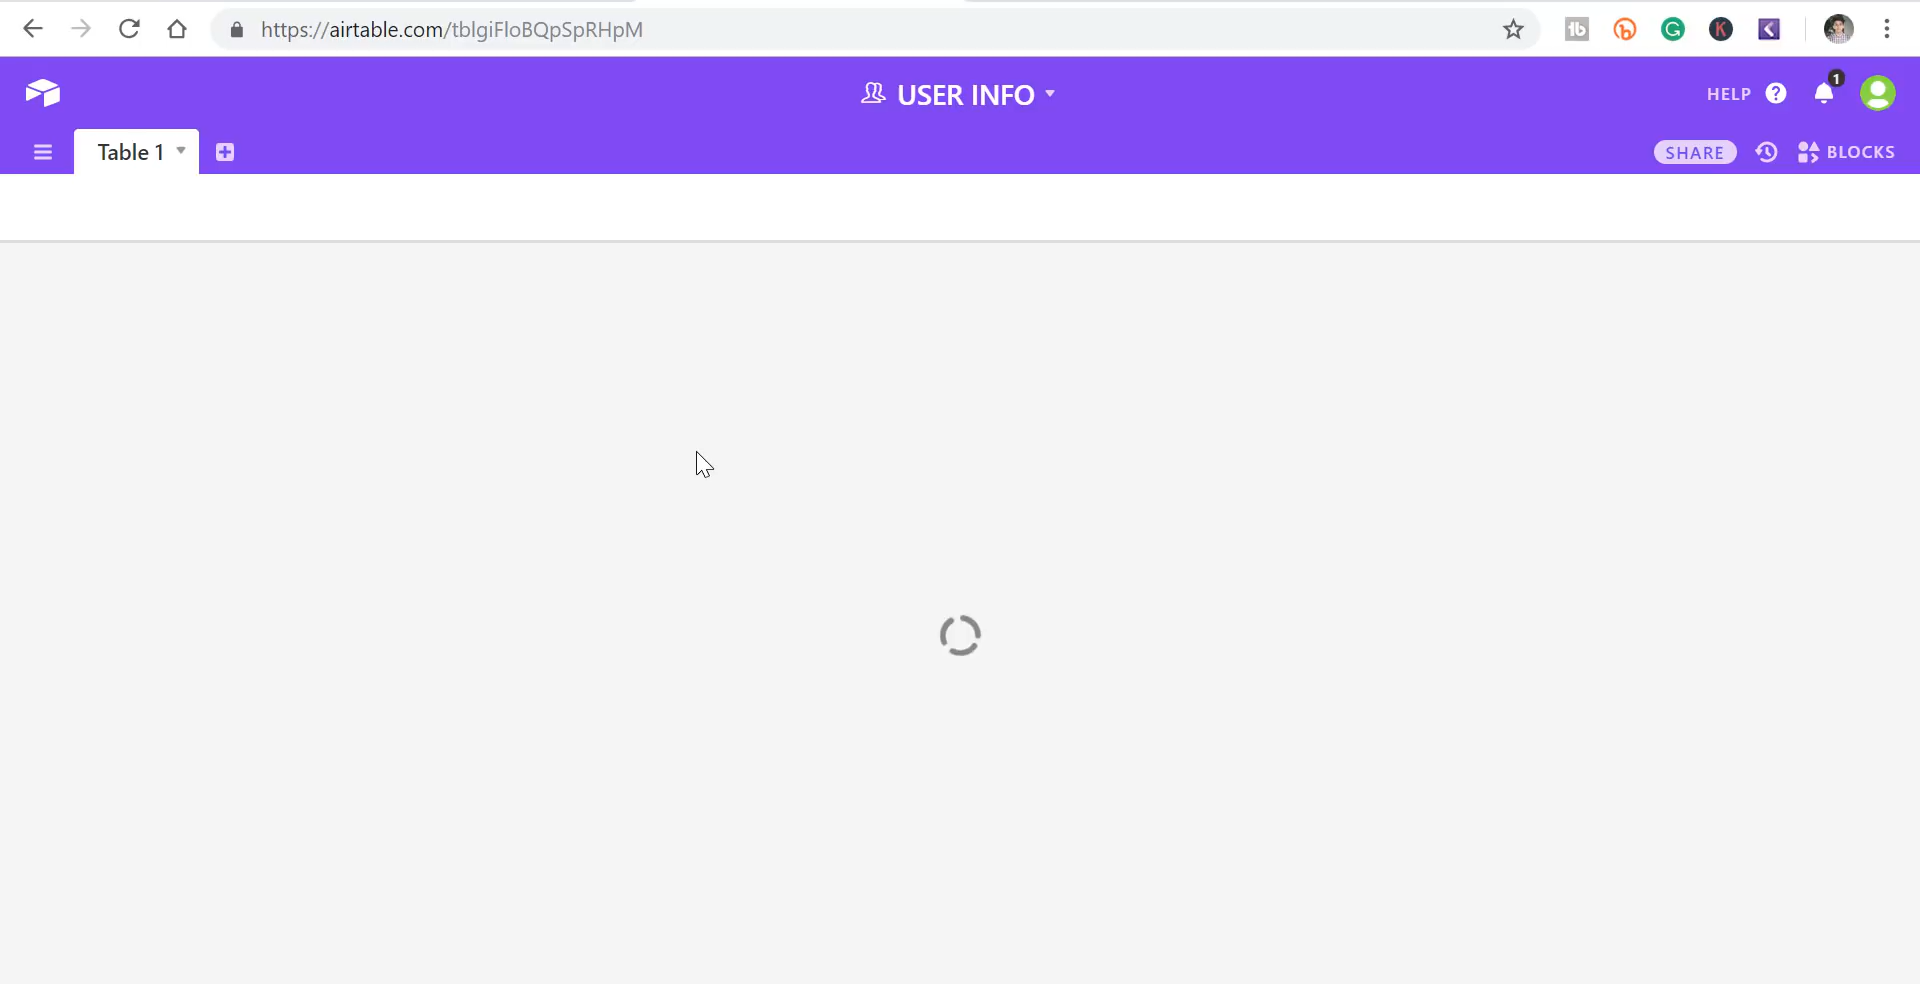 https://airtable.com/tblgiFloBQpSpRHpM
USER INFO
HELP
1
Table 1
SHARE
BLOCKS